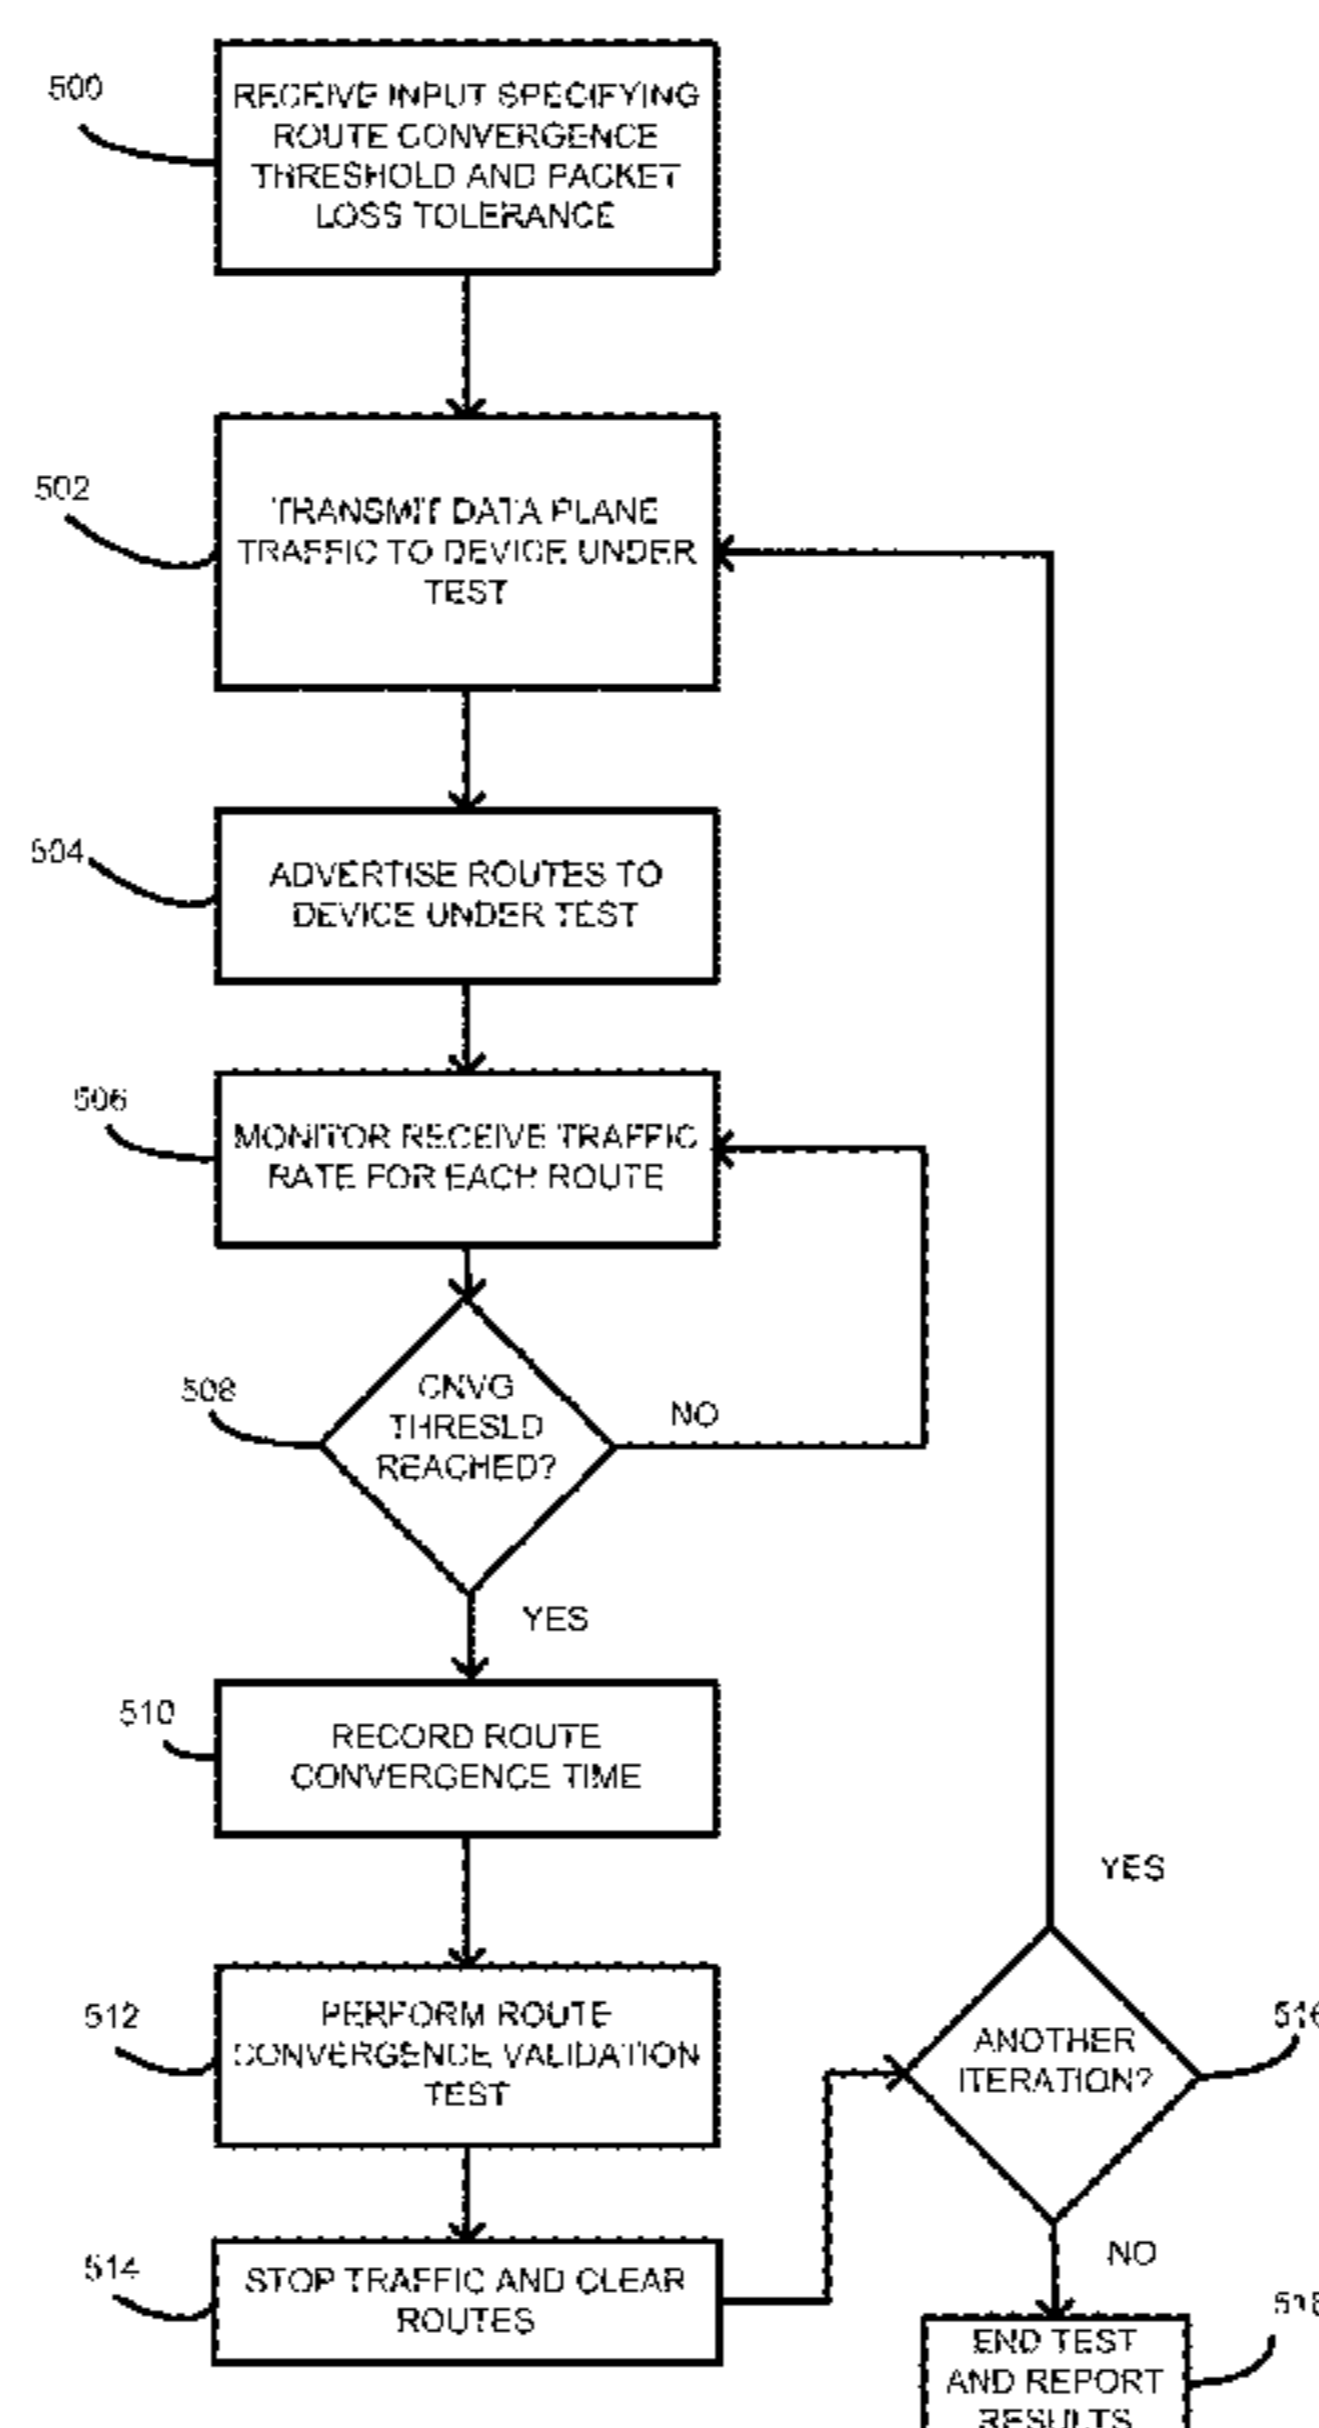 500
RECEIVE INPUT SPECIFYING
ROUTE CONVERGENCE
THRESHOLD AND PACKET
LOSS TOLERANCE
502
TRANSMIT DATA PLANE
TRAFFIC TO DEVICE UNDER
TEST
504
ADVERTISE ROUTES TO
DEVICE UNDER TEST
506
MONITOR RECEIVE TRAFFIC
RATE FOR EACH ROUTE
508
CNVG
THRESLD
REACHED?
NO
YES
510
RECORD ROUTE
CONVERGENCE TIME
512
PERFORM ROUTE
CONVERGENCE VALIDATION
TEST
514
STOP TRAFFIC AND CLEAR
ROUTES
YES
ANOTHER
ITERATION?
516
NO
518
END TEST
AND REPORT
RESULTS